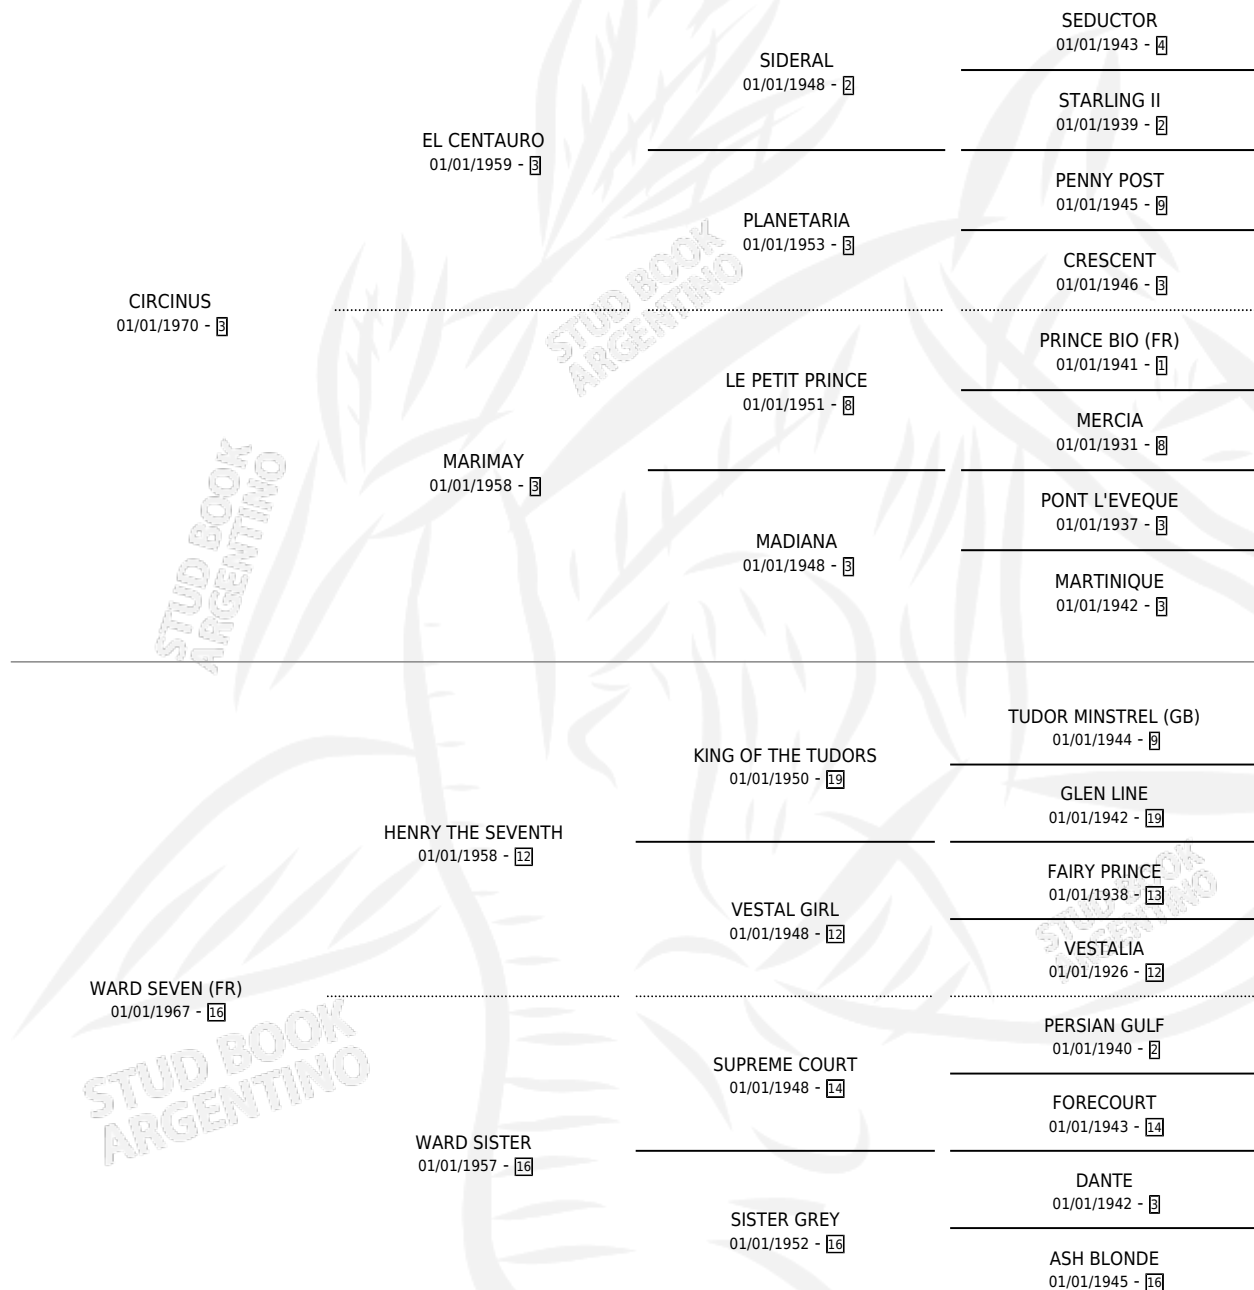 SEDUCTOR
01/01/1943 - 4
SIDERAL
01/01/1948 - 2
STARLING II
01/01/1939 - 2
EL CENTAURO
01/01/1959 - 3
PENNY POST
01/01/1945 - 9
PLANETARIA
01/01/1953 - 3
CRESCENT
01/01/1946 - 3
CIRCINUS
01/01/1970 - 3
PRINCE BIO (FR)
01/01/1941 - 1
LE PETIT PRINCE
01/01/1951 - 8
MERCIA
01/01/1931 - 8
MARIMAY
01/01/1958 - 3
PONT L'EVEQUE
01/01/1937 - 3
MADIANA
01/01/1948 - 3
MARTINIQUE
01/01/1942 - 3
TUDOR MINSTREL (GB)
01/01/1944 - 9
KING OF THE TUDORS
01/01/1950 - 19
GLEN LINE
01/01/1942 - 19
HENRY THE SEVENTH
01/01/1958 - 12
FAIRY PRINCE
01/01/1938 - 13
VESTAL GIRL
01/01/1948 - 12
VESTALIA
01/01/1926 - 12
WARD SEVEN (FR)
01/01/1967 - 16
PERSIAN GULF
01/01/1940 - 2
SUPREME COURT
01/01/1948 - 14
FORECOURT
01/01/1943 - 14
WARD SISTER
01/01/1957 - 16
DANTE
01/01/1942 - 3
SISTER GREY
01/01/1952 - 16
ASH BLONDE
01/01/1945 - 16
STUD BOOK
ARGENTINO
STUD BOOK
ARGENTINO
STUD BOOK
ARGENTINO
STUD BOOK
ARGENTINO